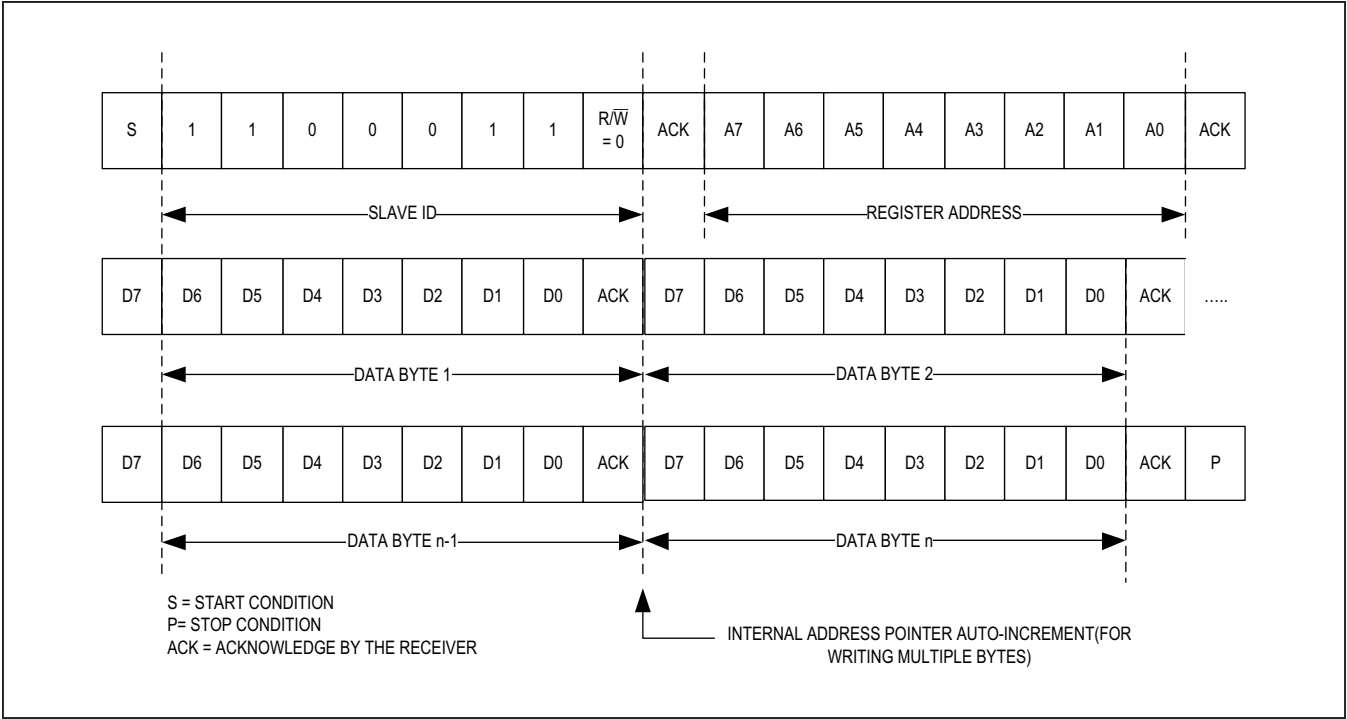 S 1 1 0 0 0 1 1 R/W̅ = 0 ACK A7 A6 A5 A4 A3 A2 A1 A0 ACK
SLAVE ID REGISTER ADDRESS
D7 D6 D5 D4 D3 D2 D1 D0 ACK D7 D6 D5 D4 D3 D2 D1 D0 ACK .....
DATA BYTE 1 DATA BYTE 2
D7 D6 D5 D4 D3 D2 D1 D0 ACK D7 D6 D5 D4 D3 D2 D1 D0 ACK P
DATA BYTE n-1 DATA BYTE n
S = START CONDITION
P= STOP CONDITION
ACK = ACKNOWLEDGE BY THE RECEIVER
INTERNAL ADDRESS POINTER AUTO-INCREMENT(FOR
WRITING MULTIPLE BYTES)